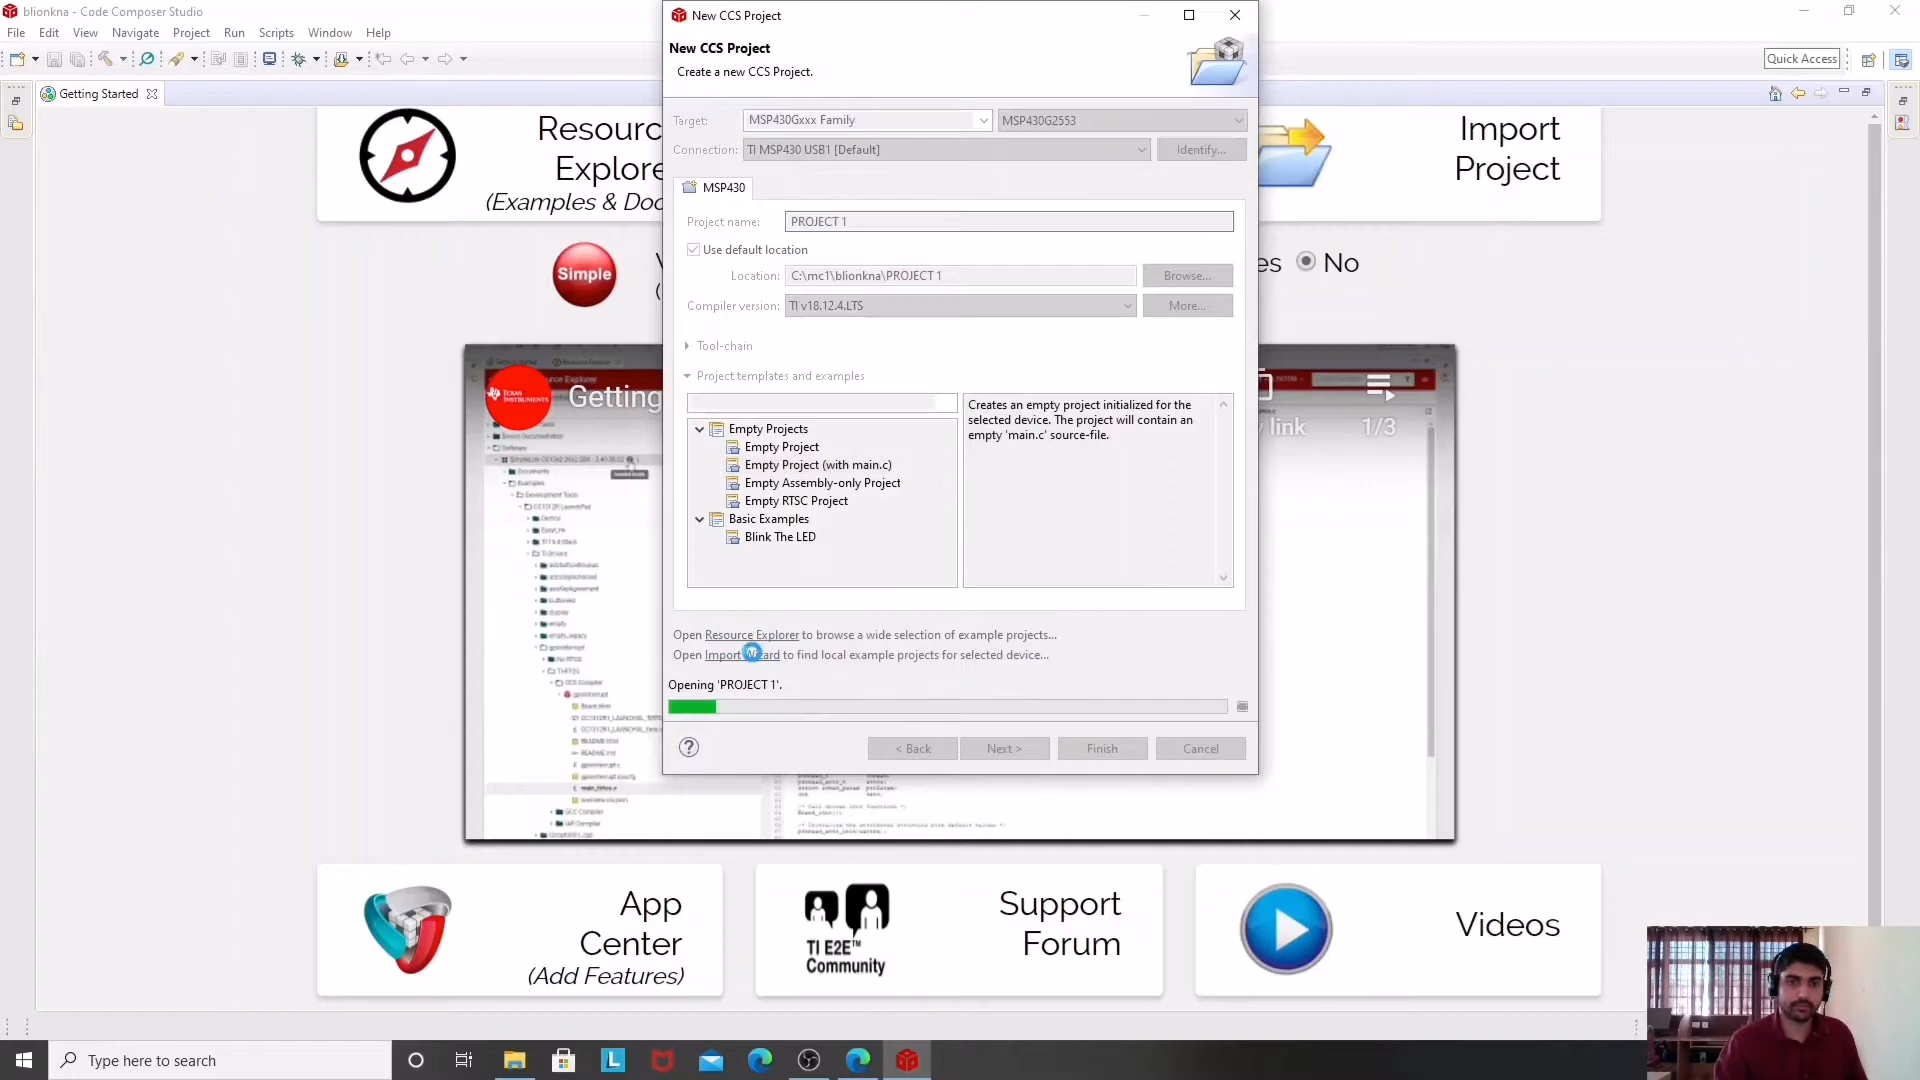 blionkna - Code Composer Studio
File Edit View Navigate Project Run Scripts Window Help
Quick Access
Getting Started
Resourc
Explore
(Examples & Doc
Import
Project
Simple
es No
TEXAS INSTRUMENTS
Getting
link
1/3
New CCS Project
New CCS Project
Create a new CCS Project.
Target: MSP430Gxxx Family MSP430G2553
Connection: TI MSP430 USB1 [Default] Identify...
MSP430
Project name: PROJECT 1
Use default location
Location: C:\mc1\blionkna\PROJECT 1 Browse...
Compiler version: TI v18.12.4.LTS More...
Tool-chain
Project templates and examples
Empty Projects
Empty Project
Empty Project (with main.c)
Empty Assembly-only Project
Empty RTSC Project
Basic Examples
Blink The LED
Creates an empty project initialized for the
selected device. The project will contain an
empty 'main.c' source-file.
Open Resource Explorer to browse a wide selection of example projects...
Open Import to find local example projects for selected device...
Opening 'PROJECT 1'.
< Back Next > Finish Cancel
App
Center
(Add Features)
TI E2E™
Community
Support
Forum
Videos
Type here to search